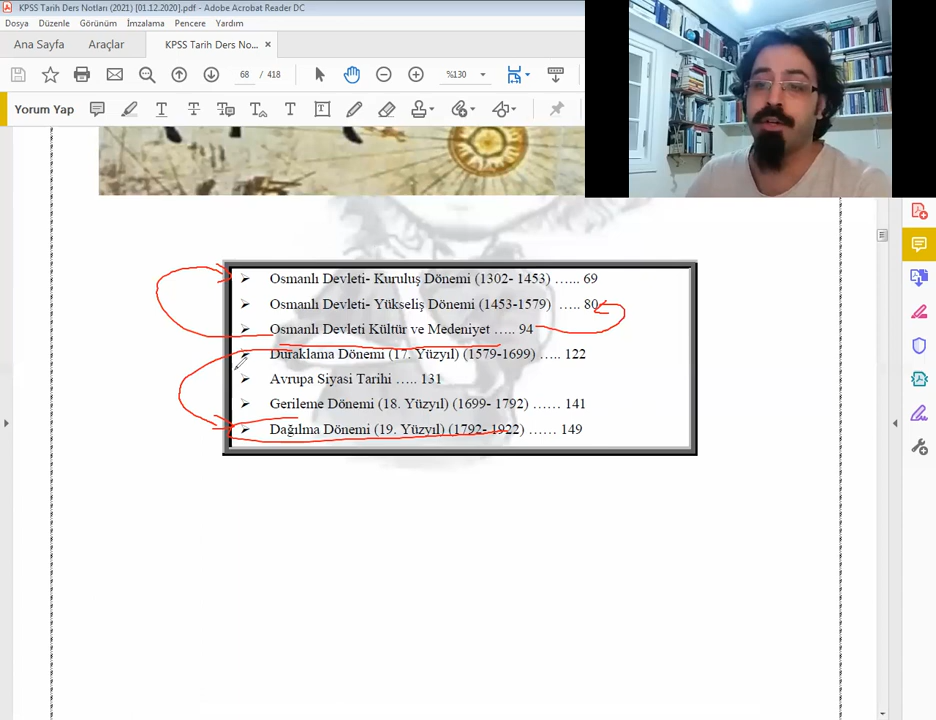 KPSS Tarih Ders Notları (2021) [01.12.2020].pdf - Adobe Acrobat Reader DC
Dosya Düzenle Görünüm İmzalama Pencere Yardım
Ana Sayfa Araçlar KPSS Tarih Ders No... ×
68 / 418 %130
Yorum Yap
Osmanlı Devleti- Kuruluş Dönemi (1302- 1453) ….. 69
Osmanlı Devleti- Yükseliş Dönemi (1453-1579) ….. 80
Osmanlı Devleti Kültür ve Medeniyet ….. 94
Duraklama Dönemi (17. Yüzyıl) (1579-1699) ….. 122
Avrupa Siyasi Tarihi ….. 131
Gerileme Dönemi (18. Yüzyıl) (1699- 1792) …… 141
Dağılma Dönemi (19. Yüzyıl) (1792- 1922) …… 149